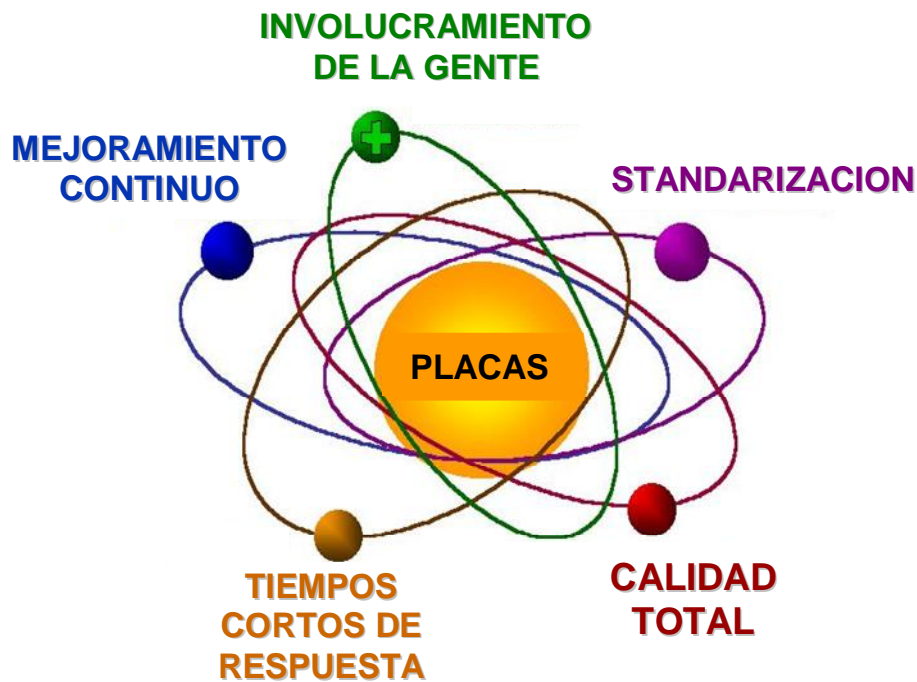 INVOLUCRAMIENTO
DE LA GENTE
MEJORAMIENTO
CONTINUO
STANDARIZACION
PLACAS
TIEMPOS
CORTOS DE
RESPUESTA
CALIDAD
TOTAL